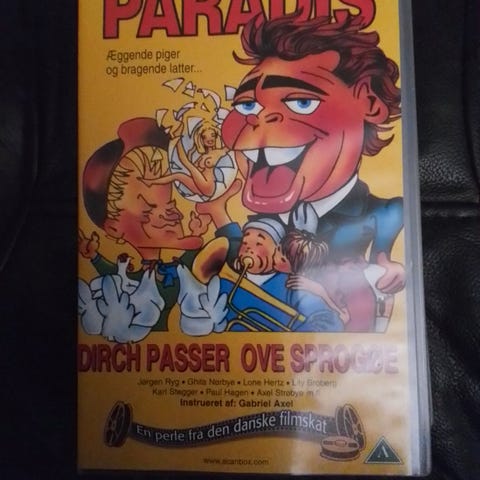 PARADIS
Æggende piger
og bragende latter...
DIRCH PASSER OVE SPROGØE
Jørgen Ryg • Ghita Nørbye • Lone Hertz • Lily Broberg
Karl Stegger • Paul Hagen • Axel Strøbye m.fl.
Instrueret af: Gabriel Axel
En perle fra den danske filmskat
www.scanbox.com
A